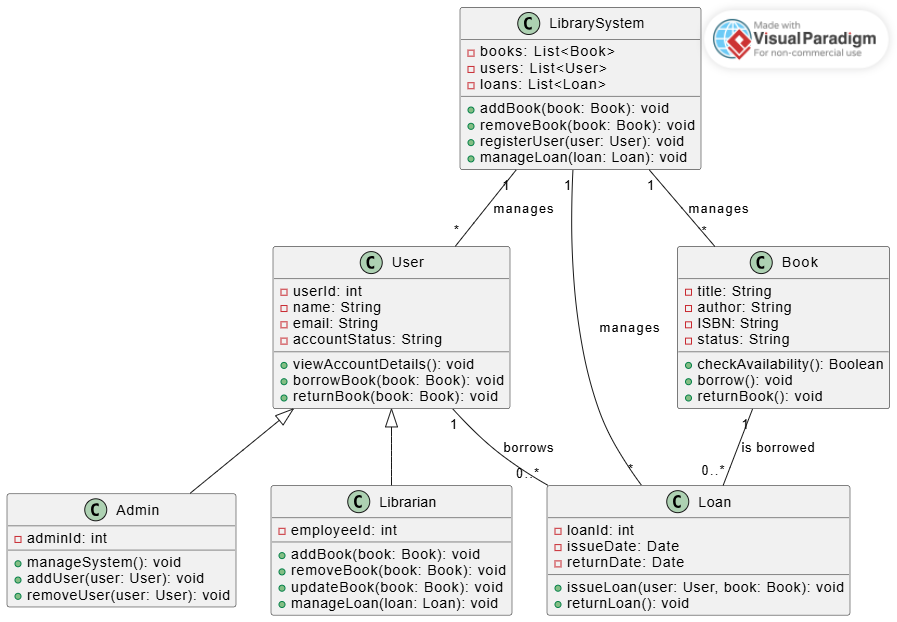 C LibrarySystem
books: List<Book>
users: List<User>
loans: List<Loan>
addBook(book: Book): void
removeBook(book: Book): void
registerUser(user: User): void
manageLoan(loan: Loan): void
Made with
Visual Paradigm
For non-commercial use
1
1
1
manages
manages
*
*
C User
userId: int
name: String
email: String
accountStatus: String
viewAccountDetails(): void
borrowBook(book: Book): void
returnBook(book: Book): void
C Book
title: String
author: String
ISBN: String
status: String
checkAvailability(): Boolean
borrow(): void
returnBook(): void
manages
1
1
borrows
is borrowed
0..*
*
0..*
C Admin
adminId: int
manageSystem(): void
addUser(user: User): void
removeUser(user: User): void
C Librarian
employeeId: int
addBook(book: Book): void
removeBook(book: Book): void
updateBook(book: Book): void
manageLoan(loan: Loan): void
C Loan
loanId: int
issueDate: Date
returnDate: Date
issueLoan(user: User, book: Book): void
returnLoan(): void